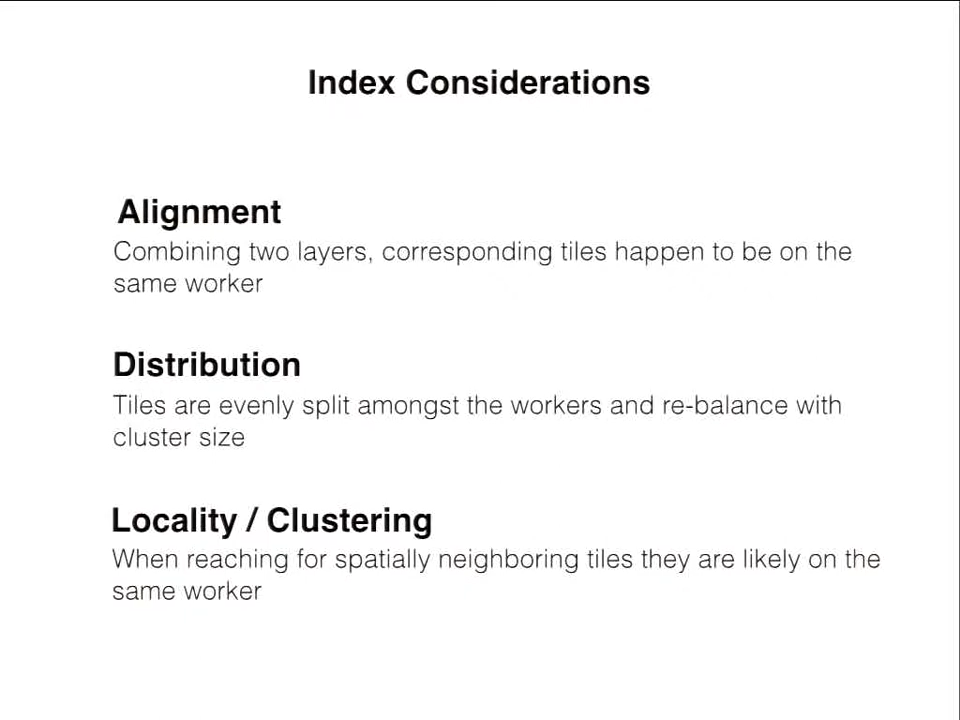 Index Considerations
Alignment
Combining two layers, corresponding tiles happen to be on the
same worker
Distribution
Tiles are evenly split amongst the workers and re-balance with
cluster size
Locality / Clustering
When reaching for spatially neighboring tiles they are likely on the
same worker